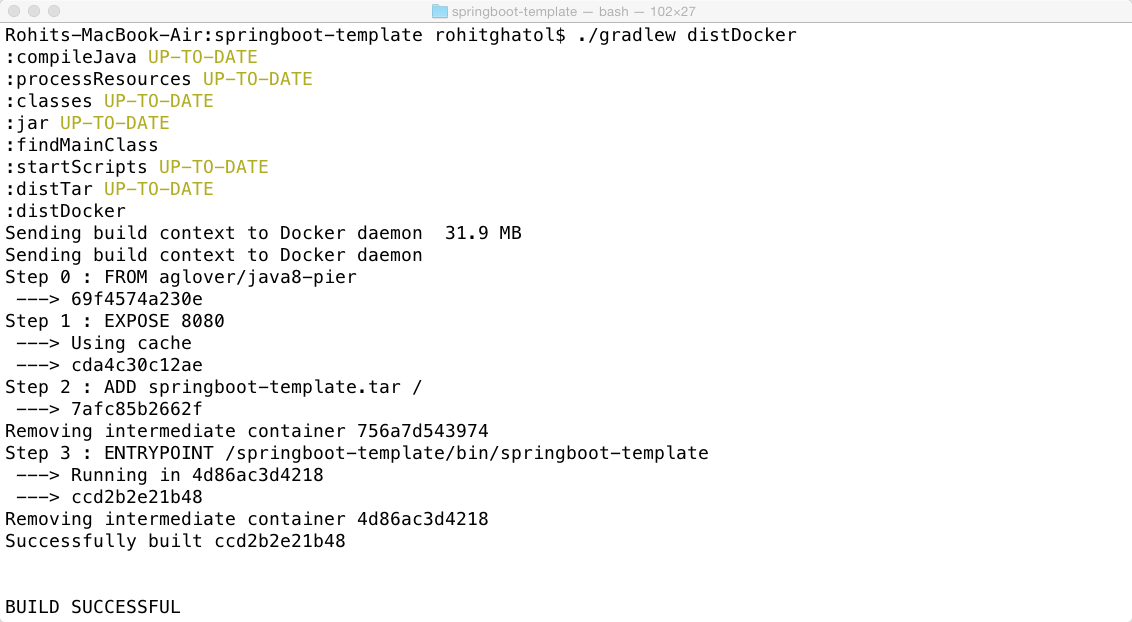 springboot-template — bash — 102×27
Rohits-MacBook-Air:springboot-template rohitghatol$ ./gradlew distDocker
:compileJava UP-TO-DATE
:processResources UP-TO-DATE
:classes UP-TO-DATE
:jar UP-TO-DATE
:findMainClass
:startScripts UP-TO-DATE
:distTar UP-TO-DATE
:distDocker
Sending build context to Docker daemon  31.9 MB
Sending build context to Docker daemon
Step 0 : FROM aglover/java8-pier
 ---> 69f4574a230e
Step 1 : EXPOSE 8080
 ---> Using cache
 ---> cda4c30c12ae
Step 2 : ADD springboot-template.tar /
 ---> 7afc85b2662f
Removing intermediate container 756a7d543974
Step 3 : ENTRYPOINT /springboot-template/bin/springboot-template
 ---> Running in 4d86ac3d4218
 ---> ccd2b2e21b48
Removing intermediate container 4d86ac3d4218
Successfully built ccd2b2e21b48
BUILD SUCCESSFUL